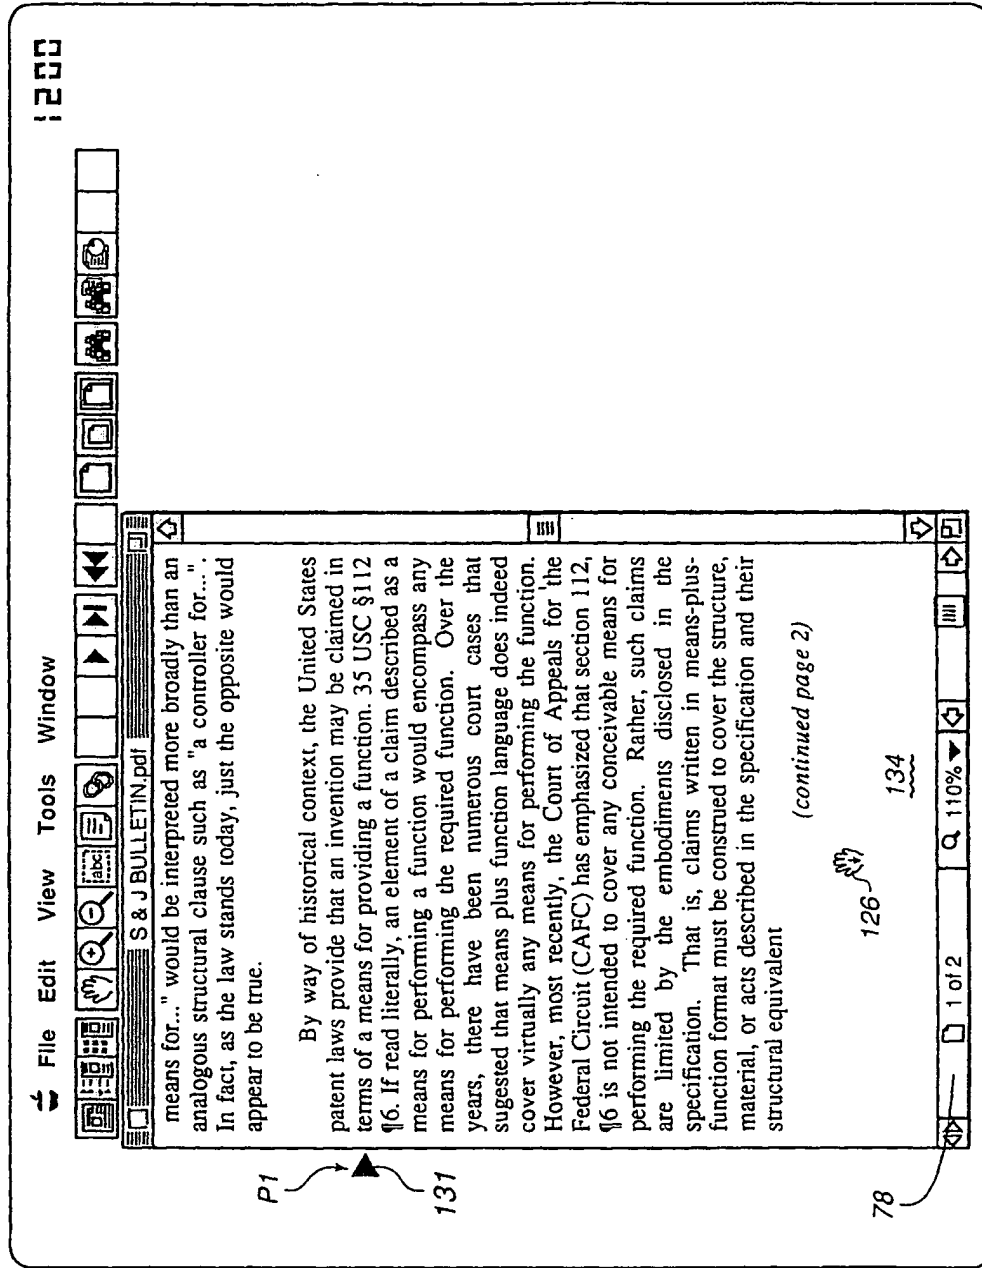 1200
File Edit View Tools Window
abc
S & J BULLETIN.pdf
means for..." would be interpreted more broadly than an
analogous structural clause such as "a controller for..." .
In fact, as the law stands today, just the opposite would
appear to be true.
By way of historical context, the United States
patent laws provide that an invention may be claimed in
terms of a means for providing a function. 35 USC §112
¶6. If read literally, an element of a claim described as a
means for performing a function would encompass any
means for performing the required function. Over the
years, there have been numerous court cases that
sugested that means plus function language does indeed
cover virtually any means for performing the function.
However, most recently, the Court of Appeals for the
Federal Circuit (CAFC) has emphasized that section 112,
¶6 is not intended to cover any conceivable means for
performing the required function. Rather, such claims
are limited by the embodiments disclosed in the
specification. That is, claims written in means-plus-
function format must be construed to cover the structure,
material, or acts described in the specification and their
structural equivalent
(continued page 2)
P1
131
126
134
78
1 of 2
110%